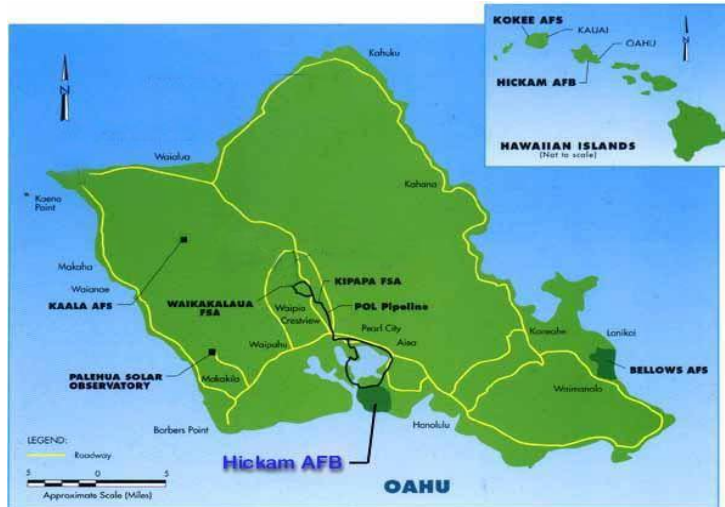 KOKEE AFS
KAUAI
OAHU
HICKAM AFB
HAWAIIAN ISLANDS
(Not to scale)
N
N
Kahuku
Waialua
Kaena
Point
Kahana
Makaha
Waianae
KAALA AFS
WAIKAKALAUA
FSA
KIPAPA FSA
Waipio
Crestview
POL Pipeline
Pearl City
Aiea
Waipahu
Kaneohe
Lanikai
BELLOWS AFS
PALEHUA SOLAR
OBSERVATORY
Makakila
Waimanalo
Barbers Point
Honolulu
LEGEND:
Roadway
Hickam AFB
5 0 5
Approximate Scale (Miles)
OAHU